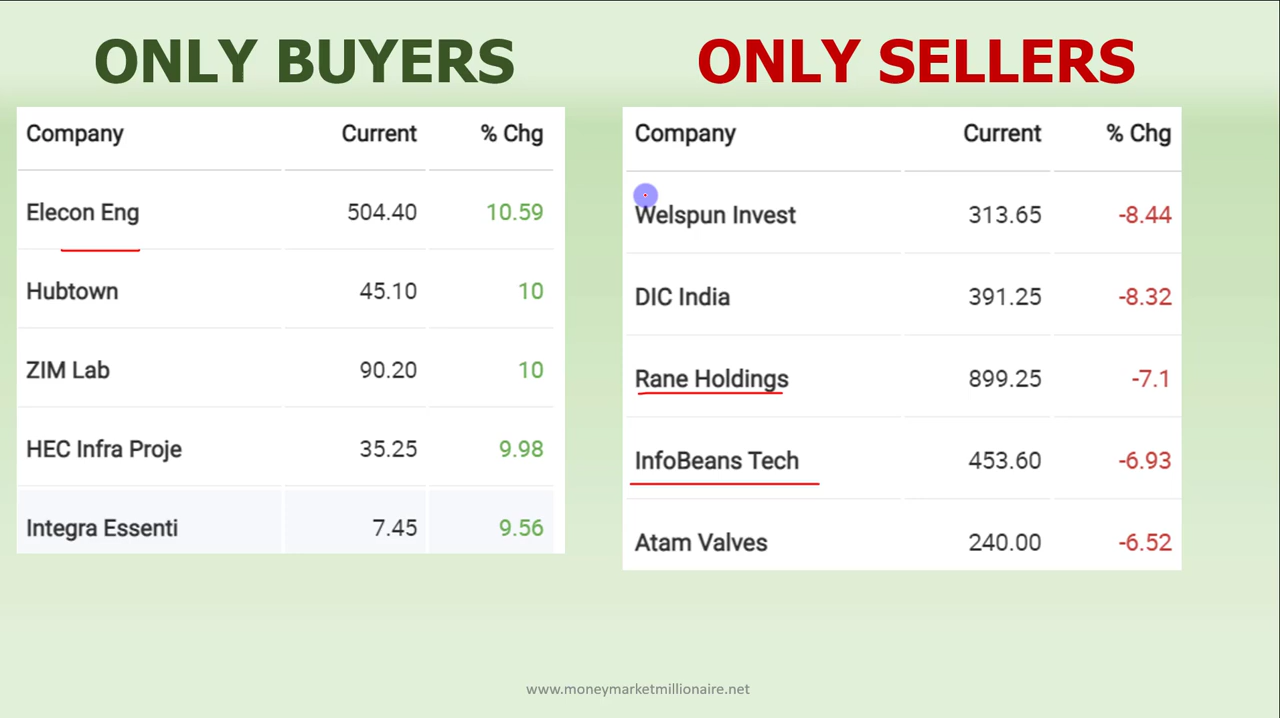 ONLY BUYERS
Company Current % Chg
Elecon Eng 504.40 10.59
Hubtown 45.10 10
ZIM Lab 90.20 10
HEC Infra Proje 35.25 9.98
Integra Essenti 7.45 9.56
ONLY SELLERS
Company Current % Chg
Welspun Invest 313.65 -8.44
DIC India 391.25 -8.32
Rane Holdings 899.25 -7.1
InfoBeans Tech 453.60 -6.93
Atam Valves 240.00 -6.52
www.moneymarketmillionaire.net